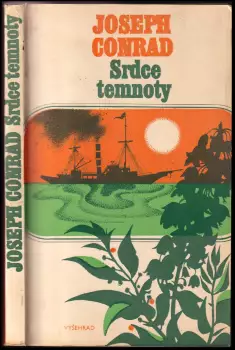 JOSEPH CONRAD Srdce temnoty
JOSEPH
CONRAD
Srdce
temnoty
VYŠEHRAD